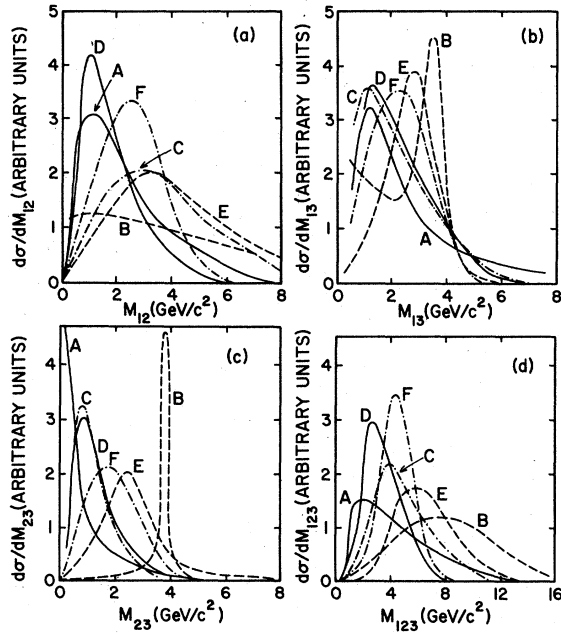 (a)
dσ/dM12 (ARBITRARY UNITS)
5
4
3
2
1
0
D
A
F
C
E
B
0 2 4 6 8
M12(GeV/c²)
(b)
dσ/dM13 (ARBITRARY UNITS)
5
4
3
2
1
0
B
E
D
F
C
A
0 2 4 6 8
M13(GeV/c²)
(c)
dσ/dM23 (ARBITRARY UNITS)
4
3
2
1
0
A
B
C
D
F
E
0 2 4 6 8
M23 (GeV/c²)
(d)
dσ/dM123 (ARBITRARY UNITS)
4
3
2
1
0
F
D
C
E
A
B
0 4 8 12 16
M123(GeV/c²)